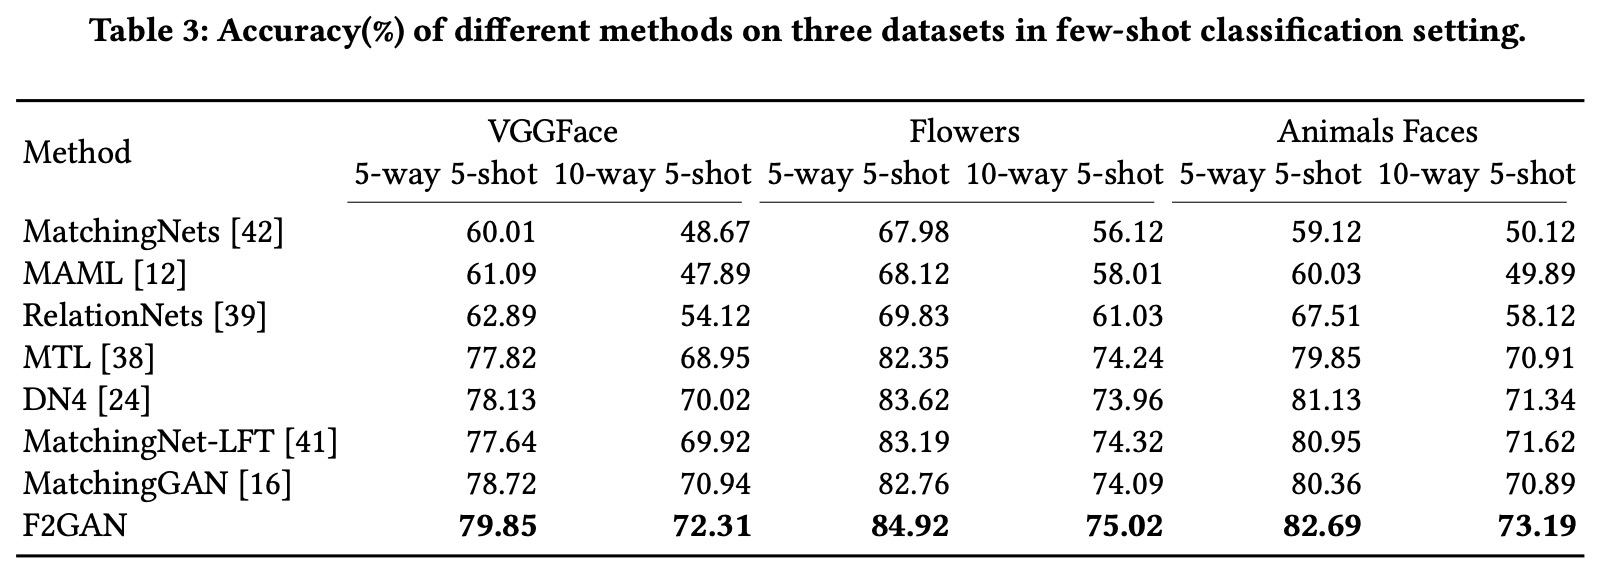 Table 3: Accuracy(%) of different methods on three datasets in few-shot classification setting.
Method VGGFace Flowers Animals Faces
5-way 5-shot 10-way 5-shot 5-way 5-shot 10-way 5-shot 5-way 5-shot 10-way 5-shot
MatchingNets [42] 60.01 48.67 67.98 56.12 59.12 50.12
MAML [12] 61.09 47.89 68.12 58.01 60.03 49.89
RelationNets [39] 62.89 54.12 69.83 61.03 67.51 58.12
MTL [38] 77.82 68.95 82.35 74.24 79.85 70.91
DN4 [24] 78.13 70.02 83.62 73.96 81.13 71.34
MatchingNet-LFT [41] 77.64 69.92 83.19 74.32 80.95 71.62
MatchingGAN [16] 78.72 70.94 82.76 74.09 80.36 70.89
F2GAN 79.85 72.31 84.92 75.02 82.69 73.19